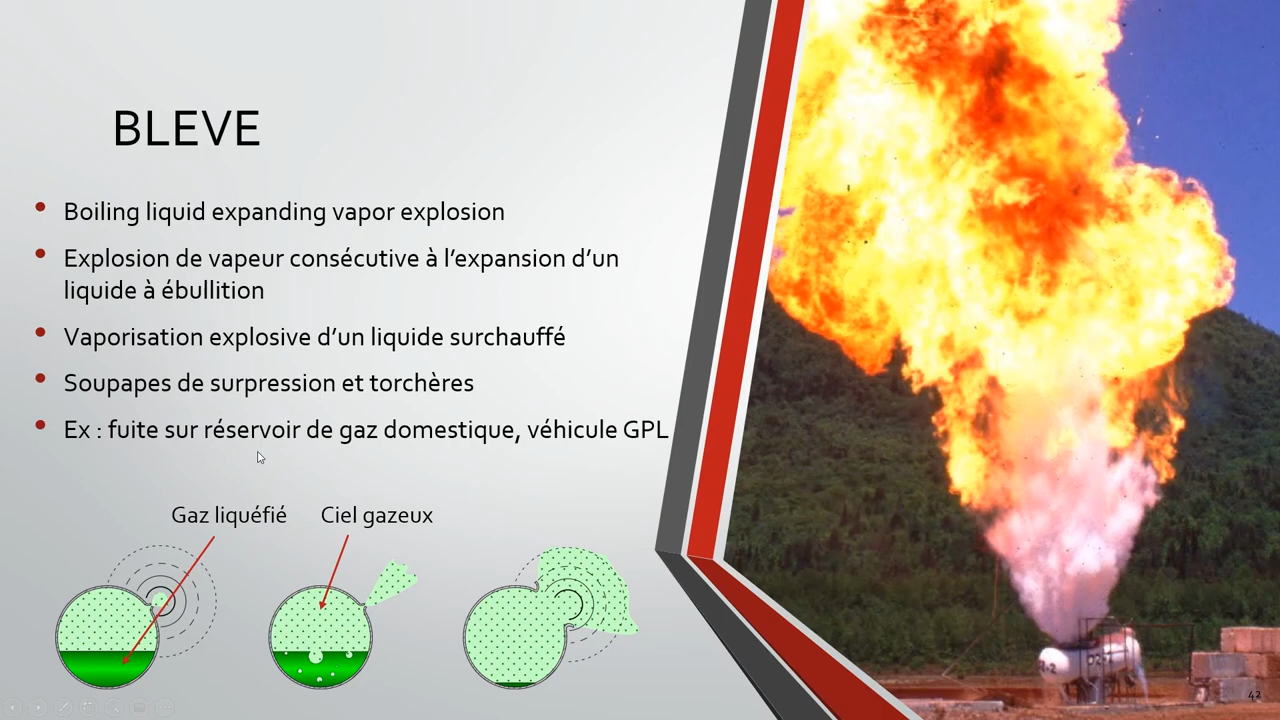 BLEVE
Boiling liquid expanding vapor explosion
Explosion de vapeur consécutive à l’expansion d’un
liquide à ébullition
Vaporisation explosive d’un liquide surchauffé
Soupapes de surpression et torchères
Ex : fuite sur réservoir de gaz domestique, véhicule GPL
Gaz liquéfié
Ciel gazeux
42